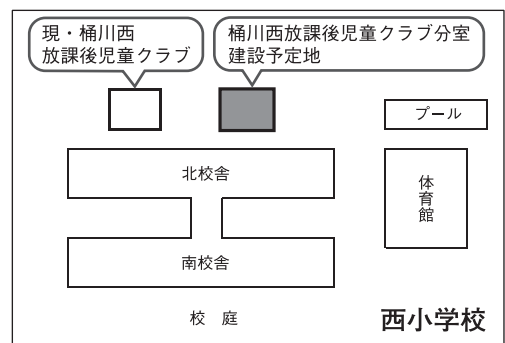 現・桶川西
放課後児童クラブ
桶川西放課後児童クラブ分室
建設予定地
プール
北校舎
体育館
南校舎
校 庭
西小学校